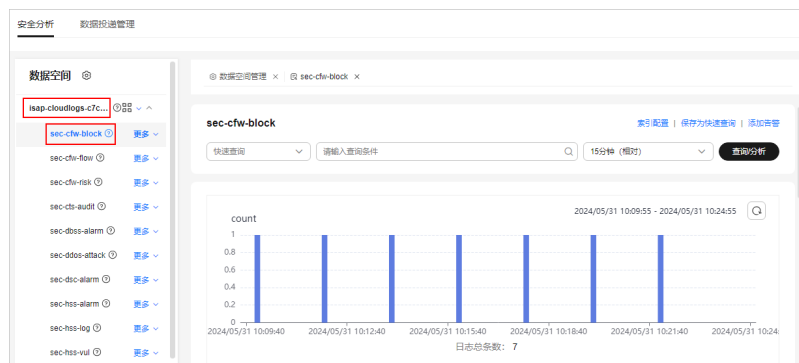 安全分析 数据投递管理
数据空间
数据空间管理 × sec-cfw-block ×
isap-cloudlogs-c7c...
sec-cfw-block 更多
sec-cfw-flow 更多
sec-cfw-risk 更多
sec-cts-audit 更多
sec-dbss-alarm 更多
sec-ddos-attack 更多
sec-dsc-alarm 更多
sec-hss-alarm 更多
sec-hss-log 更多
sec-hss-vul 更多
sec-cfw-block 索引配置 | 保存为快速查询 | 添加告警
快速查询 请输入查询条件 15分钟（相对） 查询/分析
2024/05/31 10:09:55 - 2024/05/31 10:24:55
count
1
0.8
0.6
0.4
0.2
0
2024/05/31 10:09:40 2024/05/31 10:12:40 2024/05/31 10:15:40 2024/05/31 10:18:40 2024/05/31 10:21:40 2024/05/31 10:24:
日志总条数： 7